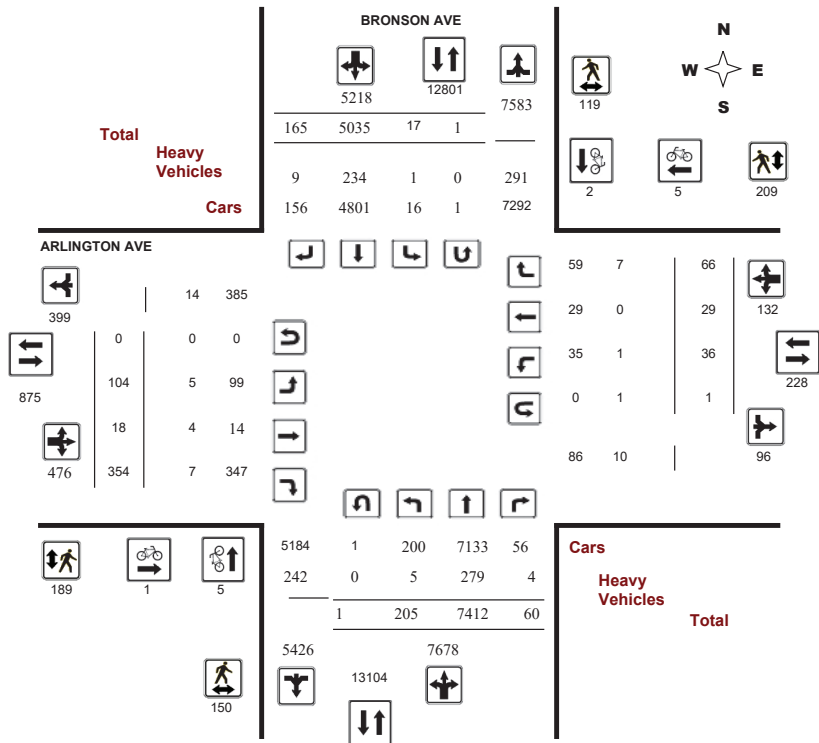 BRONSON AVE
N
W E
S
5218 12801 7583
119
165 5035 17 1
Total
Heavy
Vehicles
9 234 1 0 291
2 5 209
Cars 156 4801 16 1 7292
ARLINGTON AVE
59 7 66
14 385
399
29 0 29 132
0 0 0
35 1 36
875 104 5 99
228
0 1 1
18 4 14
86 10 96
476 354 7 347
5184 1 200 7133 56
Cars
242 0 5 279 4
Heavy
Vehicles
189 1 5
1 205 7412 60
Total
5426 7678
13104
150